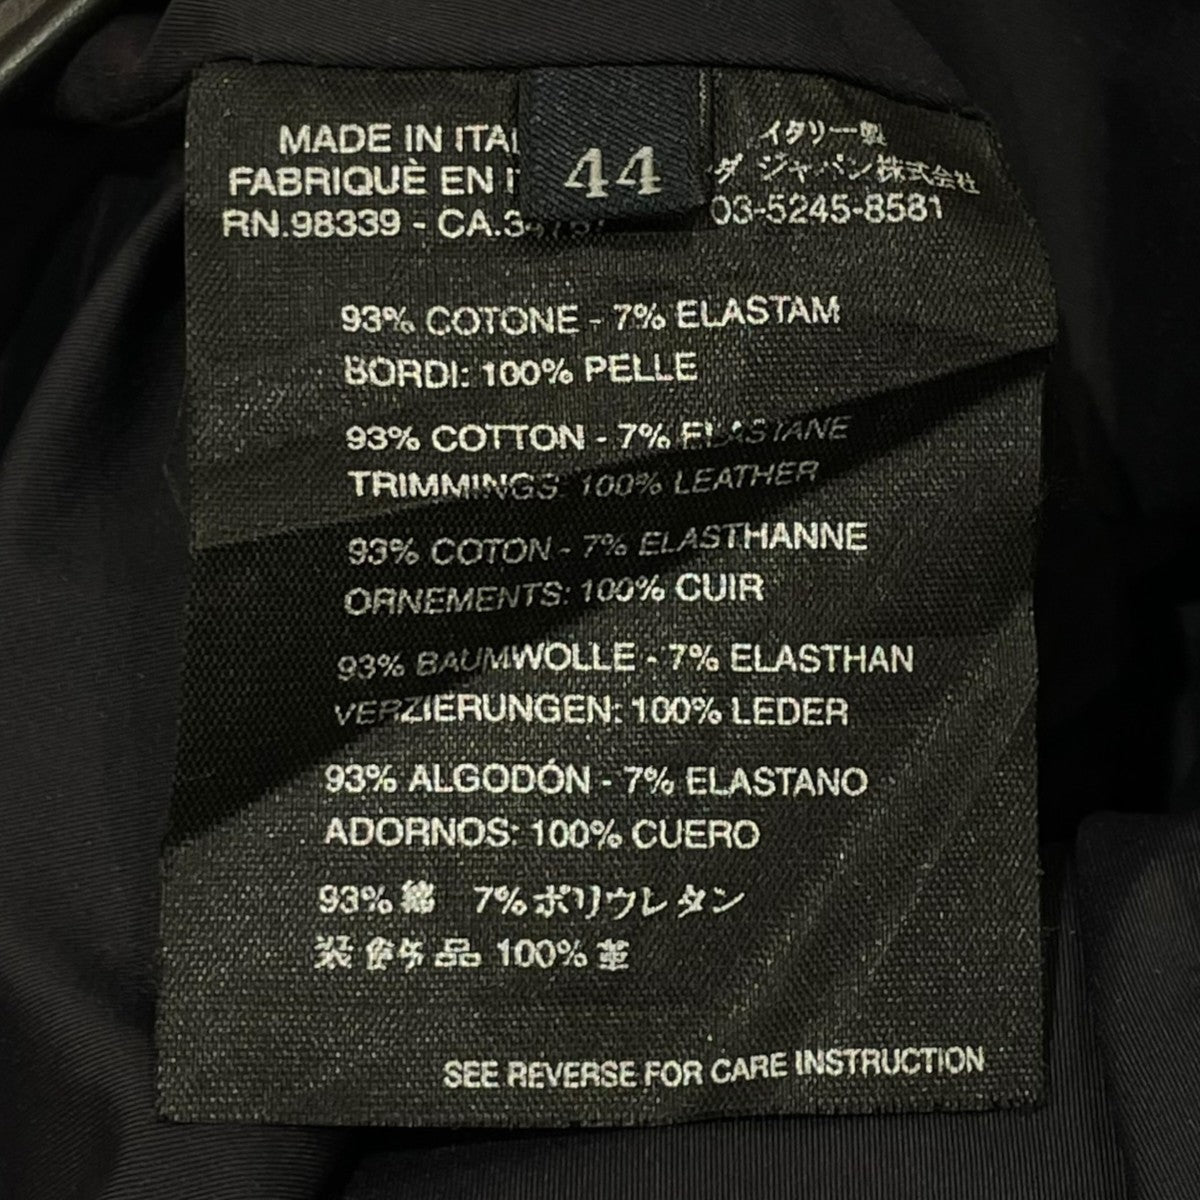 MADE IN ITA
FABRIQUÈ EN I
RN.98339 - CA.3
44
イタリー製
ダ ジャパン株式会社
03-5245-8581
93% COTONE - 7% ELASTAM
BORDI: 100% PELLE
93% COTTON - 7% ELASTANE
TRIMMINGS: 100% LEATHER
93% COTON - 7% ELASTHANNE
ORNEMENTS: 100% CUIR
93% BAUMWOLLE - 7% ELASTHAN
VERZIERUNGEN: 100% LEDER
93% ALGODÓN - 7% ELASTANO
ADORNOS: 100% CUERO
93% 綿 7% ポリウレタン
装飾部品 100% 革
SEE REVERSE FOR CARE INSTRUCTION